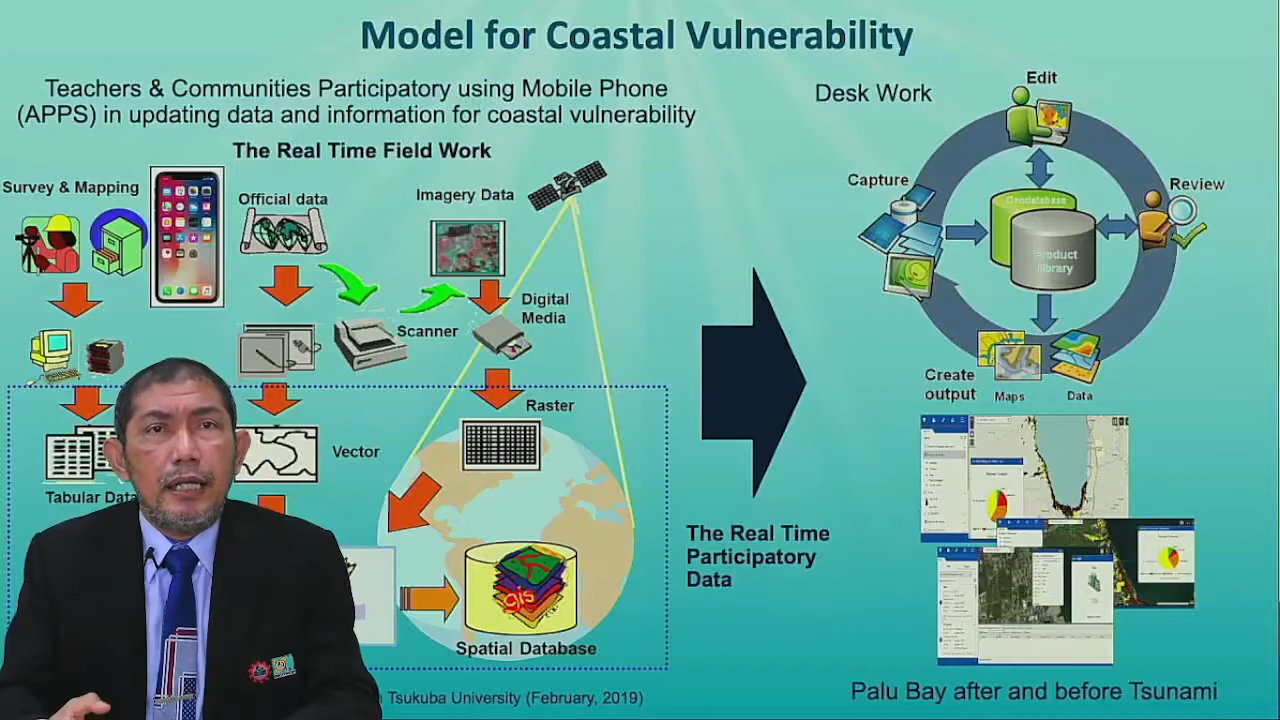 Model for Coastal Vulnerability
Teachers & Communities Participatory using Mobile Phone
(APPS) in updating data and information for coastal vulnerability
The Real Time Field Work
Survey & Mapping
Official data
Imagery Data
Scanner
Digital
Media
Raster
Vector
Tabular Data
gis
Spatial Database
Tsukuba University (February, 2019)
The Real Time
Participatory
Data
Desk Work
Edit
Capture
Review
Geodatabase
Product
library
Create
output
Maps
Data
Palu Bay after and before Tsunami